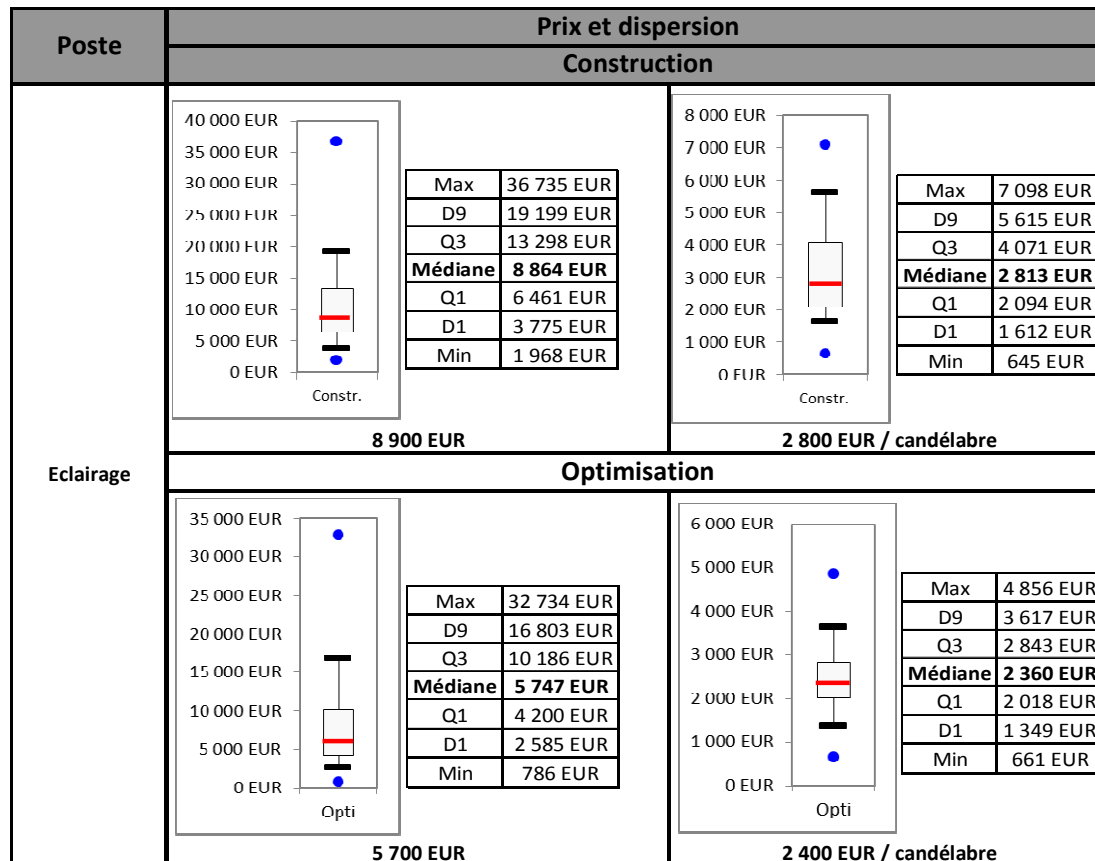 Poste
Prix et dispersion
Construction
Eclairage
40 000 EUR
35 000 EUR
30 000 EUR
25 000 EUR
20 000 EUR
15 000 EUR
10 000 EUR
5 000 EUR
0 EUR
Constr.
Max 36 735 EUR
D9 19 199 EUR
Q3 13 298 EUR
Médiane 8 864 EUR
Q1 6 461 EUR
D1 3 775 EUR
Min 1 968 EUR
8 900 EUR
8 000 EUR
7 000 EUR
6 000 EUR
5 000 EUR
4 000 EUR
3 000 EUR
2 000 EUR
1 000 EUR
0 EUR
Constr.
Max 7 098 EUR
D9 5 615 EUR
Q3 4 071 EUR
Médiane 2 813 EUR
Q1 2 094 EUR
D1 1 612 EUR
Min 645 EUR
2 800 EUR / candélabre
Optimisation
35 000 EUR
30 000 EUR
25 000 EUR
20 000 EUR
15 000 EUR
10 000 EUR
5 000 EUR
0 EUR
Opti
Max 32 734 EUR
D9 16 803 EUR
Q3 10 186 EUR
Médiane 5 747 EUR
Q1 4 200 EUR
D1 2 585 EUR
Min 786 EUR
5 700 EUR
6 000 EUR
5 000 EUR
4 000 EUR
3 000 EUR
2 000 EUR
1 000 EUR
0 EUR
Opti
Max 4 856 EUR
D9 3 617 EUR
Q3 2 843 EUR
Médiane 2 360 EUR
Q1 2 018 EUR
D1 1 349 EUR
Min 661 EUR
2 400 EUR / candélabre